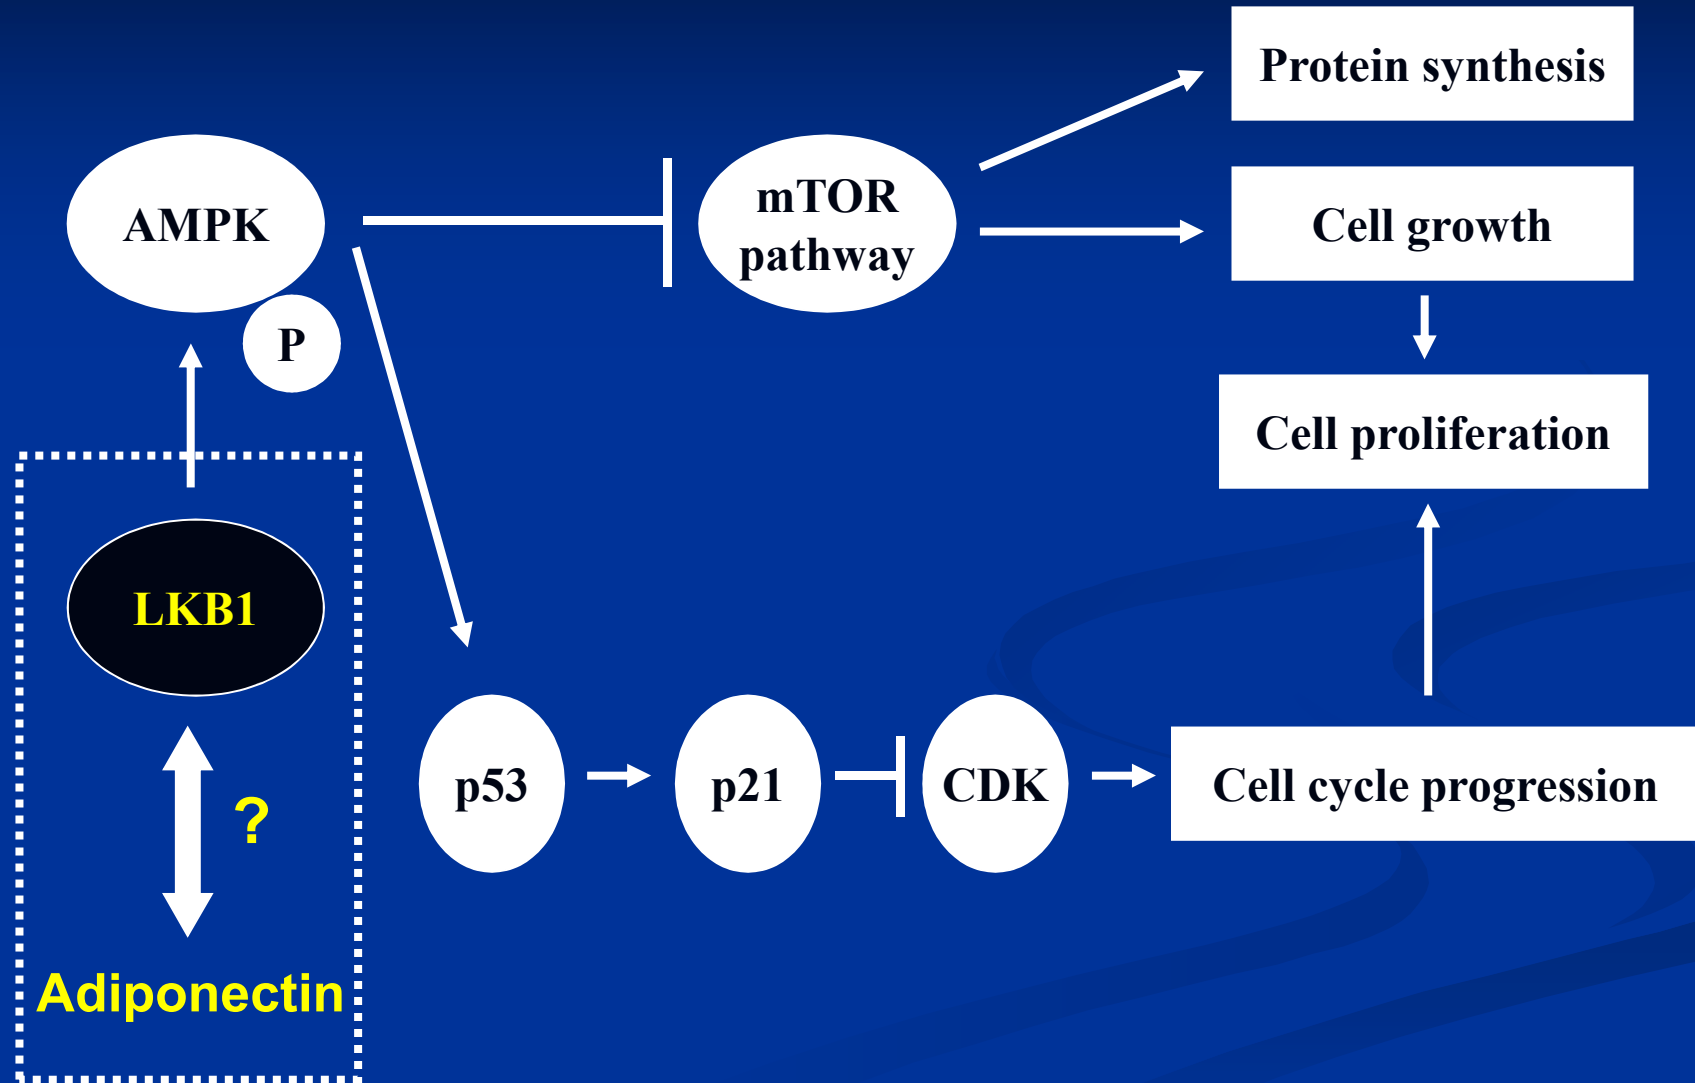 Protein synthesis
AMPK
mTOR
pathway
Cell growth
P
Cell proliferation
LKB1
?
p53
p21
CDK
Cell cycle progression
Adiponectin